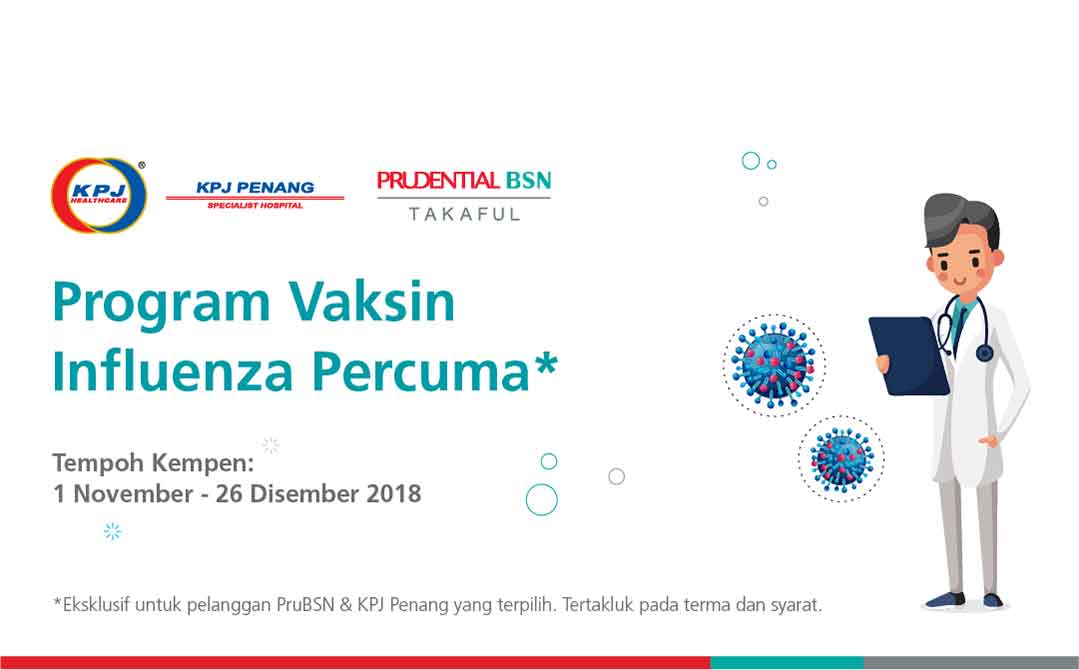 KPJ
HEALTHCARE
®
KPJ PENANG
SPECIALIST HOSPITAL
PRUDENTIAL BSN
TAKAFUL
Program Vaksin
Influenza Percuma*
Tempoh Kempen:
1 November - 26 Disember 2018
*Eksklusif untuk pelanggan PruBSN & KPJ Penang yang terpilih. Tertakluk pada terma dan syarat.